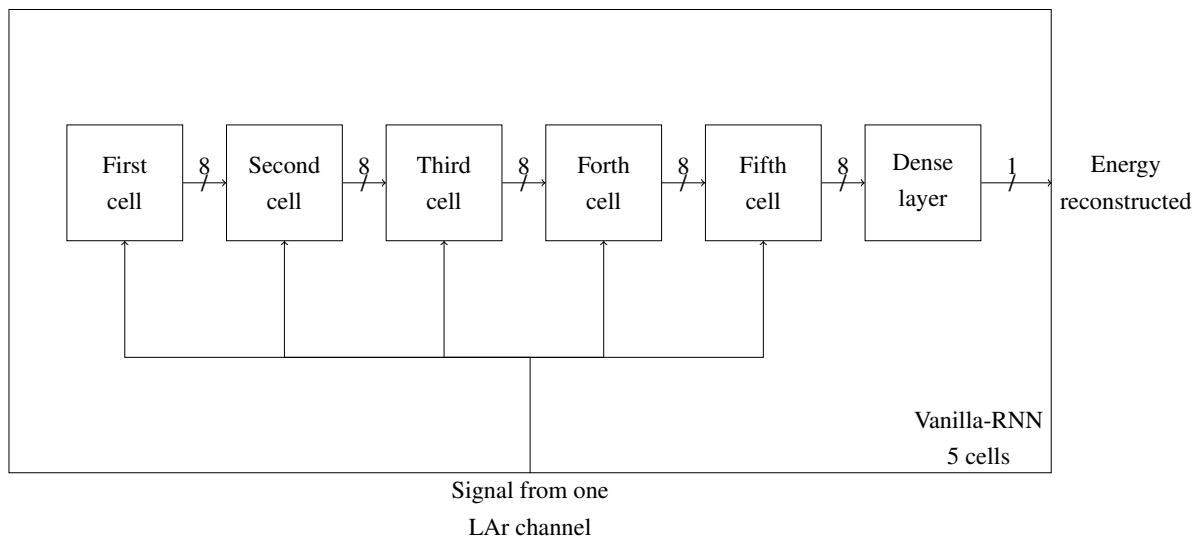 First
cell
8
Second
cell
8
Third
cell
8
Forth
cell
8
Fifth
cell
8
Dense
layer
1
Energy
reconstructed
Vanilla-RNN
5 cells
Signal from one
LAr channel